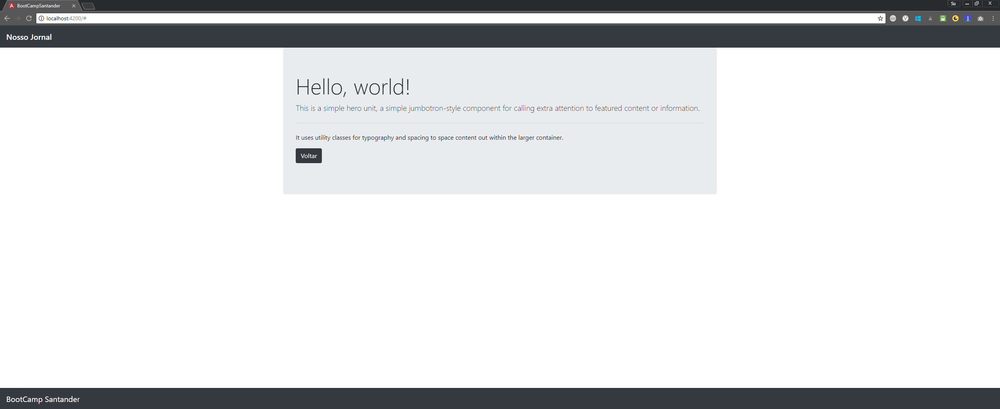 BootCampSantander
Su
localhost:4200/#
Nosso Jornal
Hello, world!
This is a simple hero unit, a simple jumbotron-style component for calling extra attention to featured content or information.
It uses utility classes for typography and spacing to space content out within the larger container.
Voltar
BootCamp Santander